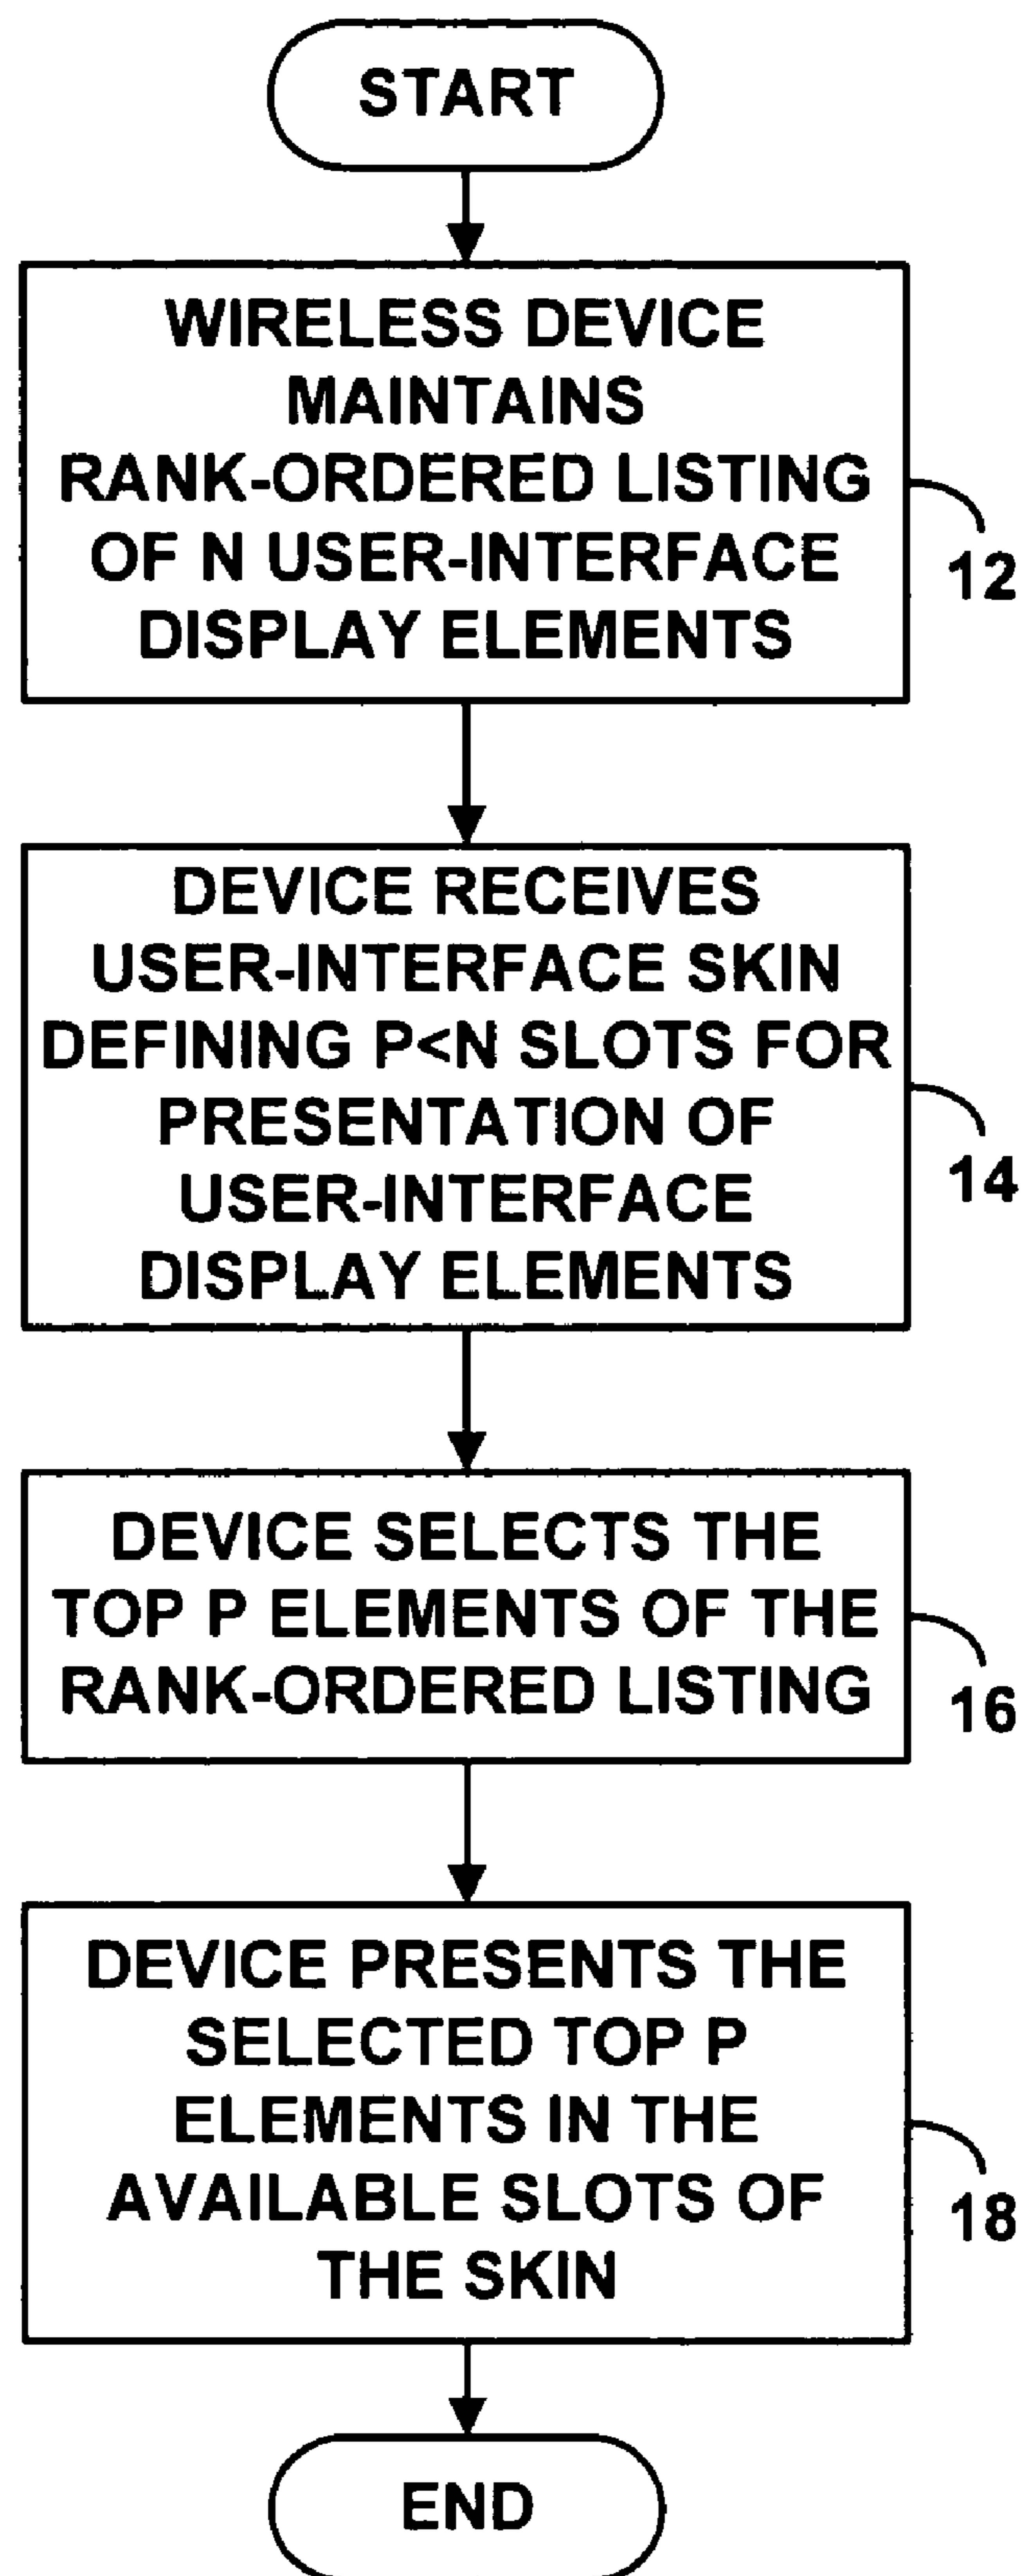 START
WIRELESS DEVICE
MAINTAINS
RANK-ORDERED LISTING
OF N USER-INTERFACE
DISPLAY ELEMENTS
12
DEVICE RECEIVES
USER-INTERFACE SKIN
DEFINING P<N SLOTS FOR
PRESENTATION OF
USER-INTERFACE
DISPLAY ELEMENTS
14
DEVICE SELECTS THE
TOP P ELEMENTS OF THE
RANK-ORDERED LISTING
16
DEVICE PRESENTS THE
SELECTED TOP P
ELEMENTS IN THE
AVAILABLE SLOTS OF
THE SKIN
18
END